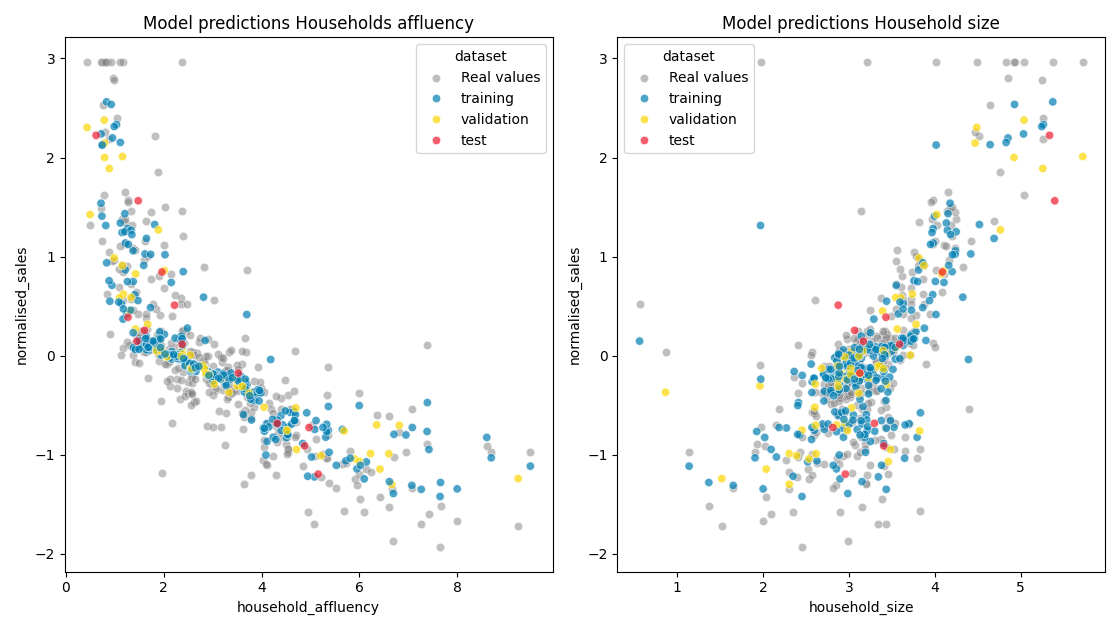 Model predictions Households affluency
3
2
1
0
−1
−2
normalised_sales
0
2
4
6
8
household_affluency
dataset
Real values
training
validation
test
Model predictions Household size
3
2
1
0
−1
−2
normalised_sales
1
2
3
4
5
household_size
dataset
Real values
training
validation
test